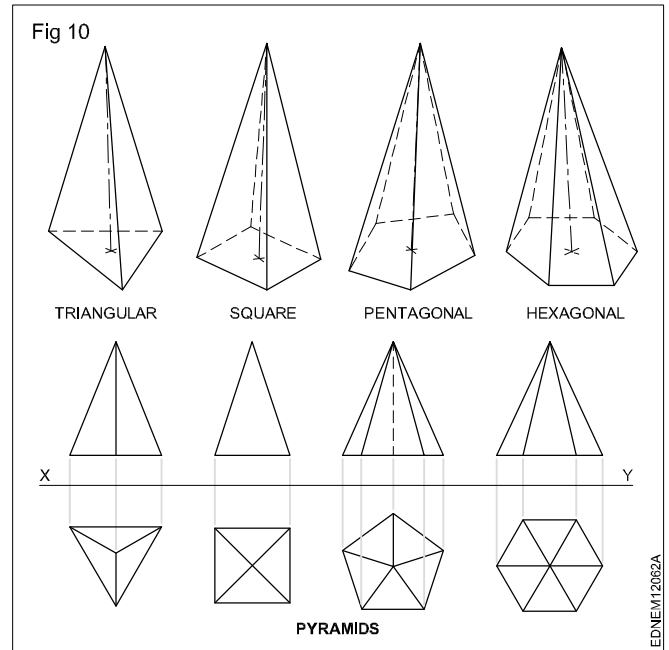 Fig 10
TRIANGULAR SQUARE PENTAGONAL HEXAGONAL
X Y
PYRAMIDS
EDNEM12062A